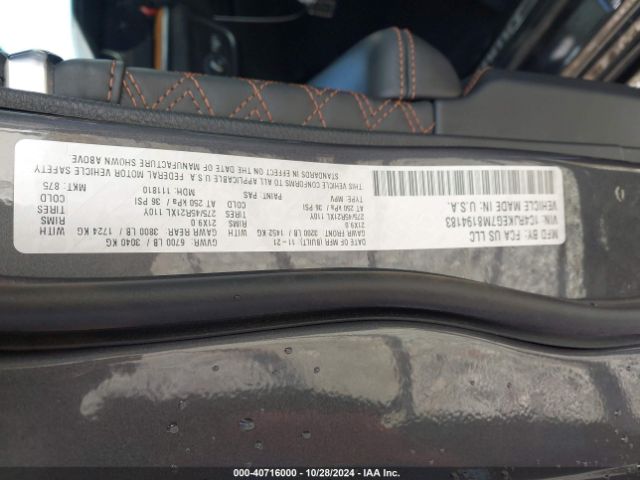 MFD BY: FCA US LLC
DATE OF MFR (BUILT): 11-21
GVWR: 6701 LB / 3040 KG
GAWR FRONT 3200 LB / 1452 KG WITH
21X9.0 RIMS
275/45R21XL 110Y TIRES
AT 250 kPa / 36 PSI COLD
GAWR REAR: 3800 LB / 1724 KG WITH
21X9.0 RIMS
275/45R21XL 110Y TIRES
AT 250 kPa / 36 PSI COLD
THIS VEHICLE CONFORMS TO ALL APPLICABLE U.S.A. FEDERAL MOTOR VEHICLE SAFETY
STANDARDS IN EFFECT ON THE DATE OF MANUFACTURE SHOWN ABOVE
VIN: 1C4SJUKEG7M8194183
TYPE: MPV
PAINT: PAS
MDH: 111810
MKT: 875
VEHICLE MADE IN: U.S.A.
000-40716000 - 10/28/2024 - IAA Inc.